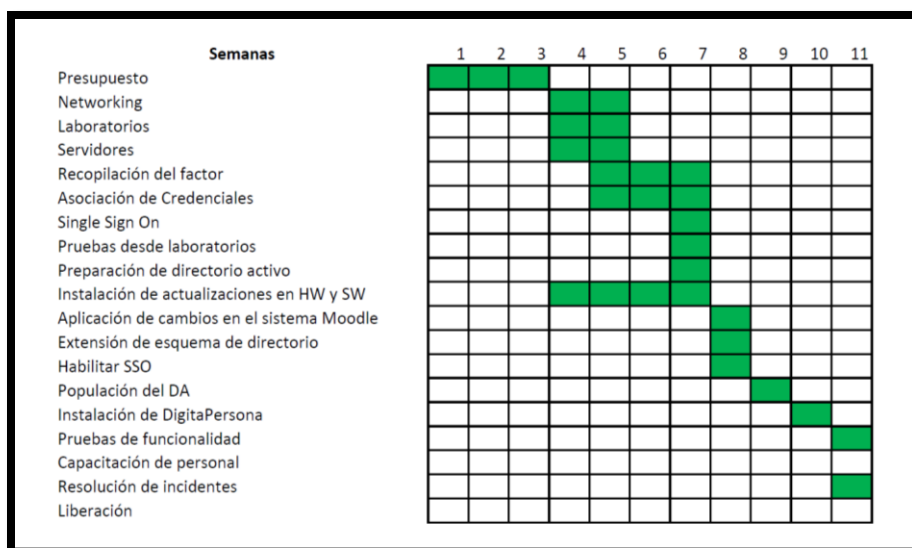 Semanas 1 2 3 4 5 6 7 8 9 10 11
Presupuesto
Networking
Laboratorios
Servidores
Recopilación del factor
Asociación de Credenciales
Single Sign On
Pruebas desde laboratorios
Preparación de directorio activo
Instalación de actualizaciones en HW y SW
Aplicación de cambios en el sistema Moodle
Extensión de esquema de directorio
Habilitar SSO
Populación del DA
Instalación de DigitaPersona
Pruebas de funcionalidad
Capacitación de personal
Resolución de incidentes
Liberación